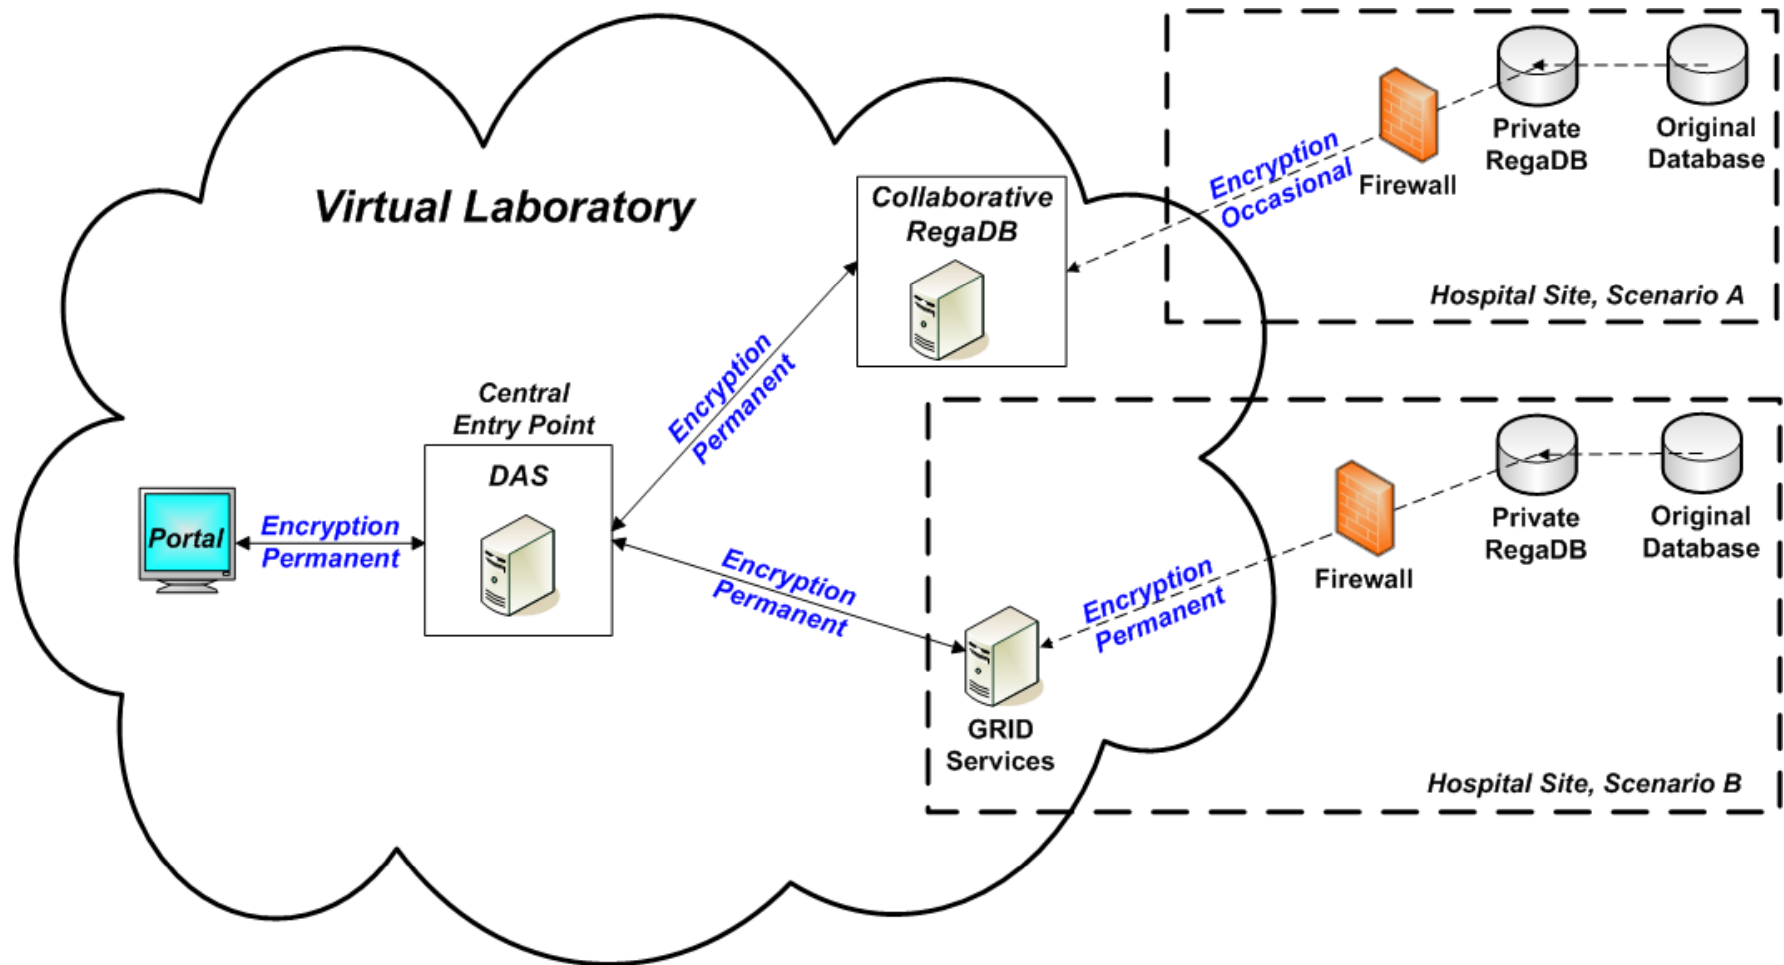 Virtual Laboratory
Collaborative
RegaDB
Encryption
Occasional
Firewall
Private
RegaDB
Original
Database
Hospital Site, Scenario A
Encryption
Permanent
Central
Entry Point
DAS
Portal
Encryption
Permanent
Encryption
Permanent
GRID
Services
Encryption
Permanent
Firewall
Private
RegaDB
Original
Database
Hospital Site, Scenario B